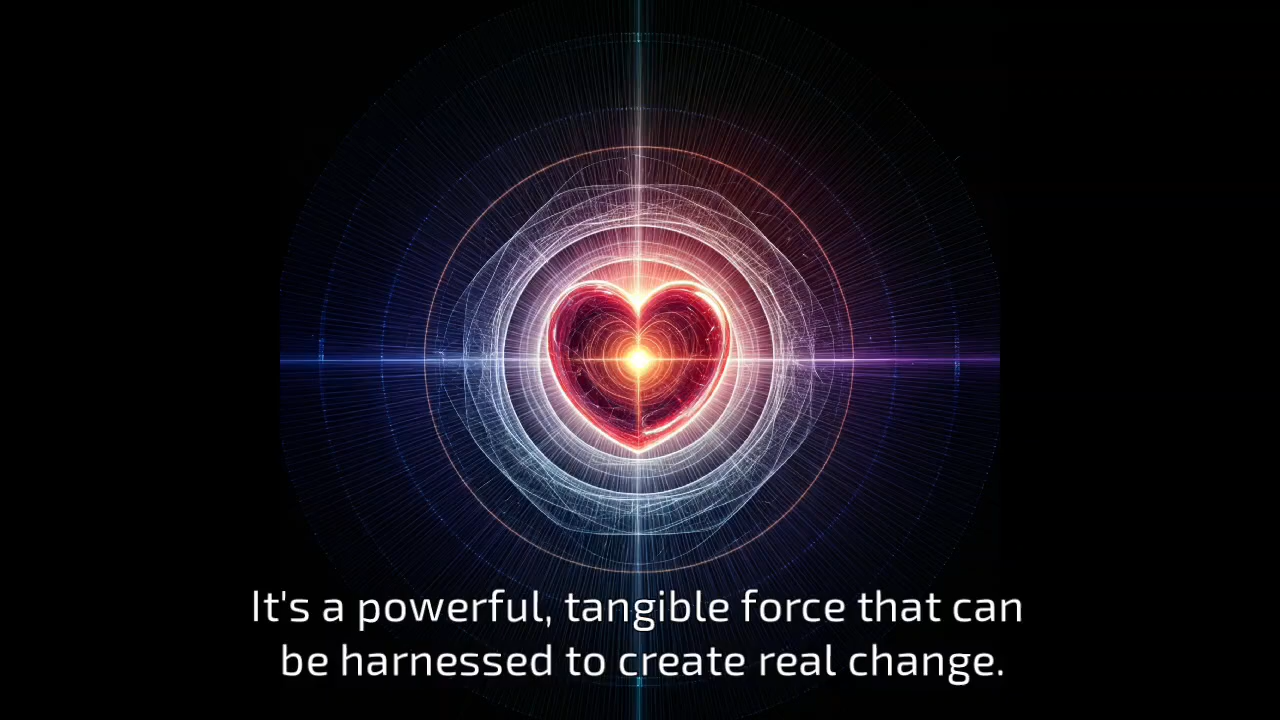 It's a powerful, tangible force that can
be harnessed to create real change.